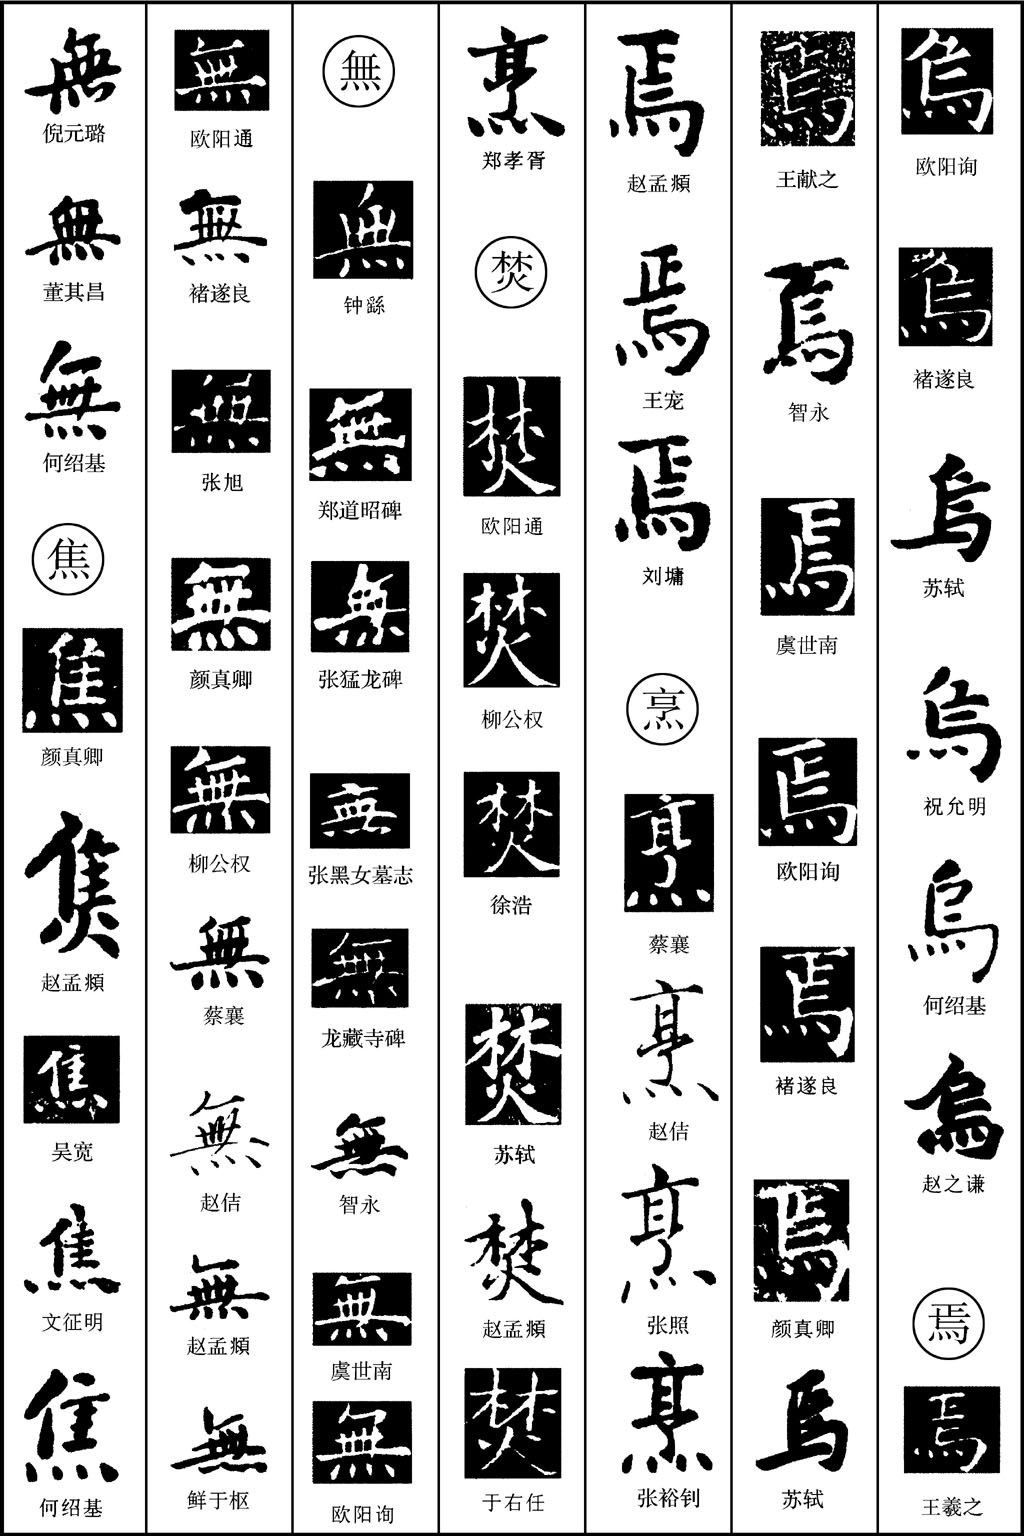 烏
欧阳询
烏
褚遂良
烏
苏轼
烏
祝允明
烏
何绍基
烏
赵之谦
焉
焉
王羲之
焉
王献之
焉
智永
焉
虞世南
焉
欧阳询
焉
褚遂良
焉
颜真卿
焉
苏轼
焉
赵孟頫
焉
王宠
焉
刘墉
烹
烹
蔡襄
烹
赵佶
烹
张照
烹
张裕钊
烹
郑孝胥
焚
焚
欧阳通
焚
柳公权
焚
徐浩
焚
苏轼
焚
赵孟頫
焚
于右任
無
無
钟繇
無
郑道昭碑
無
张猛龙碑
無
张黑女墓志
無
龙藏寺碑
無
智永
無
虞世南
無
欧阳询
無
欧阳通
無
褚遂良
無
张旭
無
颜真卿
無
柳公权
無
蔡襄
無
赵佶
無
赵孟頫
無
鲜于枢
無
倪元璐
無
董其昌
無
何绍基
焦
焦
颜真卿
焦
赵孟頫
焦
吴宽
焦
文征明
焦
何绍基